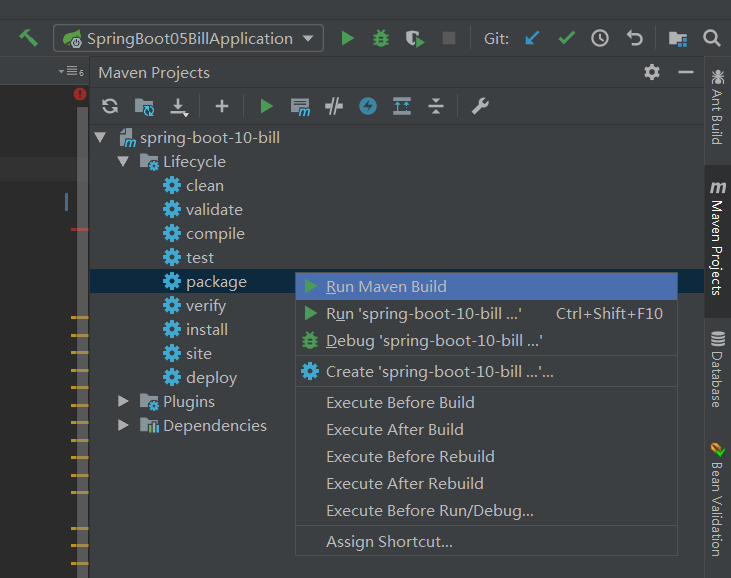 SpringBoot05BillApplication Git:
6
Maven Projects
spring-boot-10-bill
Lifecycle
clean
validate
compile
test
package
verify
install
site
deploy
Plugins
Dependencies
Run Maven Build
Run 'spring-boot-10-bill ...' Ctrl+Shift+F10
Debug 'spring-boot-10-bill ...'
Create 'spring-boot-10-bill ...'...
Execute Before Build
Execute After Build
Execute Before Rebuild
Execute After Rebuild
Execute Before Run/Debug...
Assign Shortcut...
Ant Build
Maven Projects
Database
Bean Validation